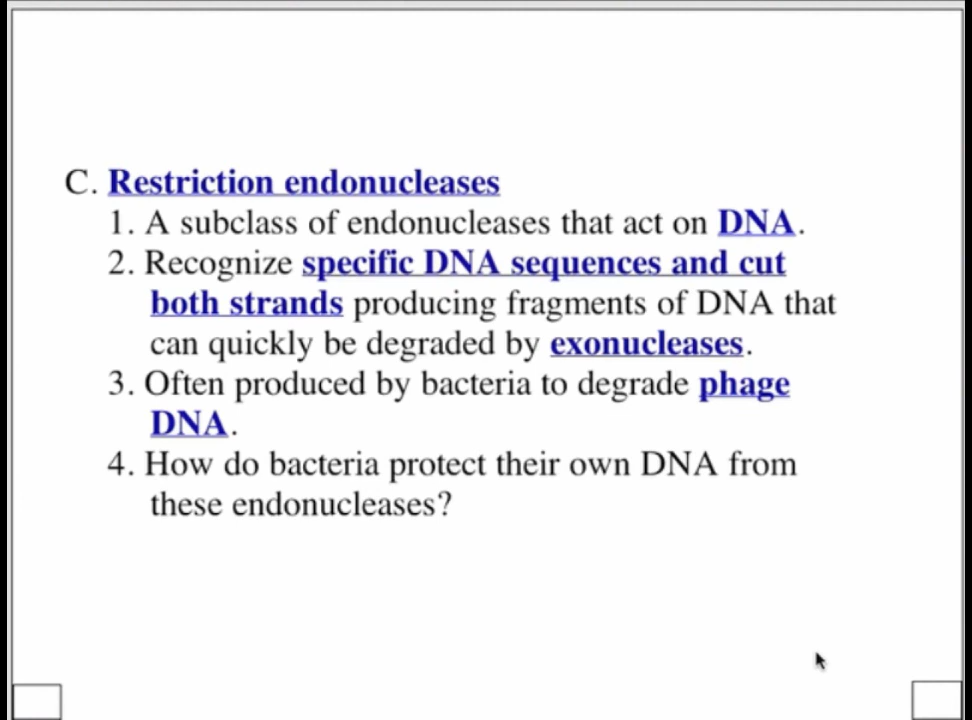 C. Restriction endonucleases
1. A subclass of endonucleases that act on DNA.
2. Recognize specific DNA sequences and cut
both strands producing fragments of DNA that
can quickly be degraded by exonucleases.
3. Often produced by bacteria to degrade phage
DNA.
4. How do bacteria protect their own DNA from
these endonucleases?